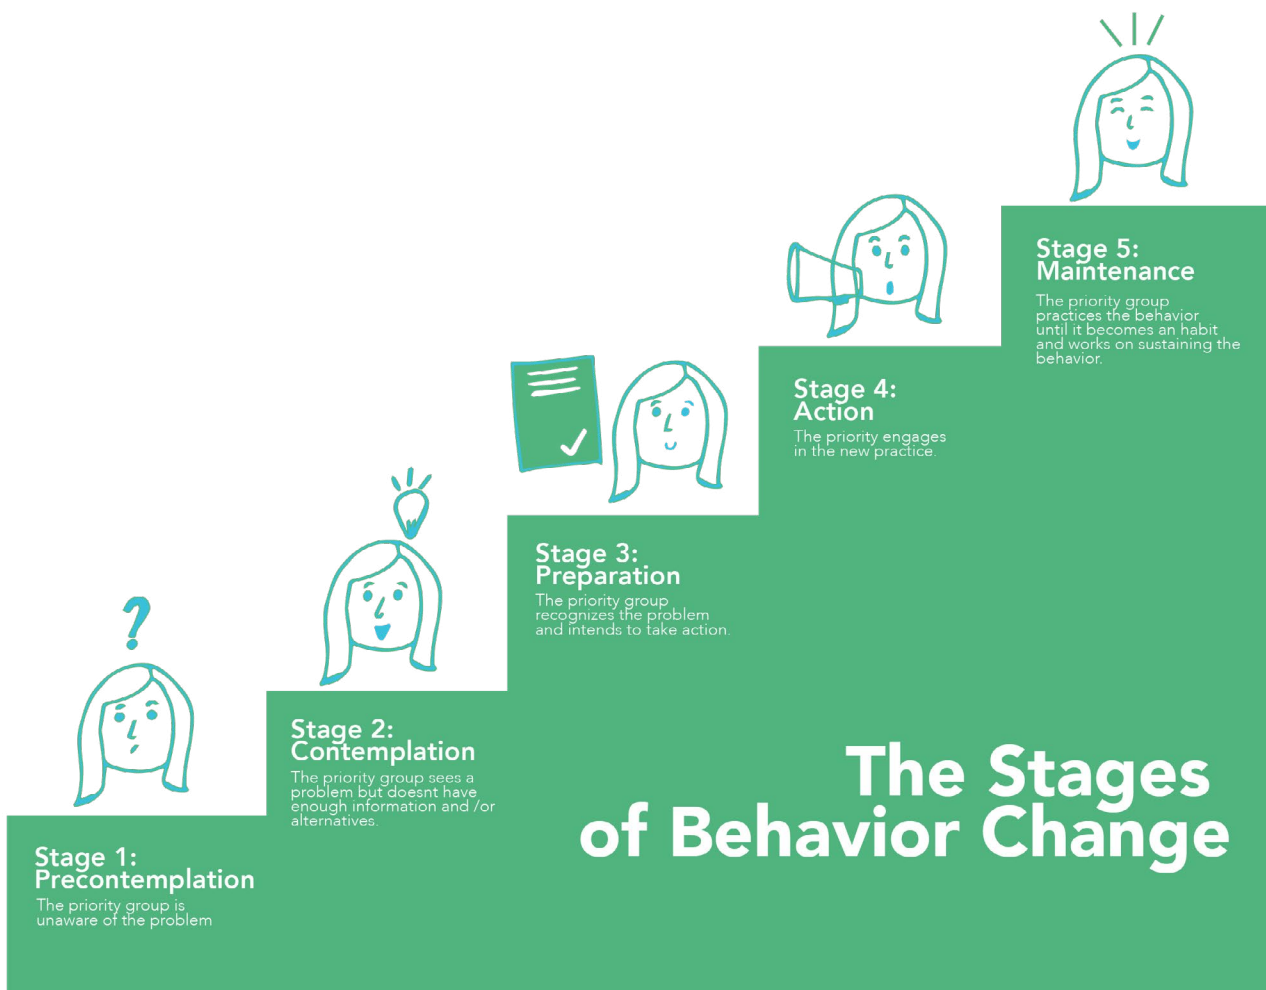 Stage 1:
Precontemplation
The priority group is
unaware of the problem
Stage 2:
Contemplation
The priority group sees a
problem but doesnt have
enough information and /or
alternatives.
Stage 3:
Preparation
The priority group
recognizes the problem
and intends to take action.
Stage 4:
Action
The priority engages
in the new practice.
Stage 5:
Maintenance
The priority group
practices the behavior
until it becomes an habit
and works on sustaining the
behavior.
The Stages
of Behavior Change
?